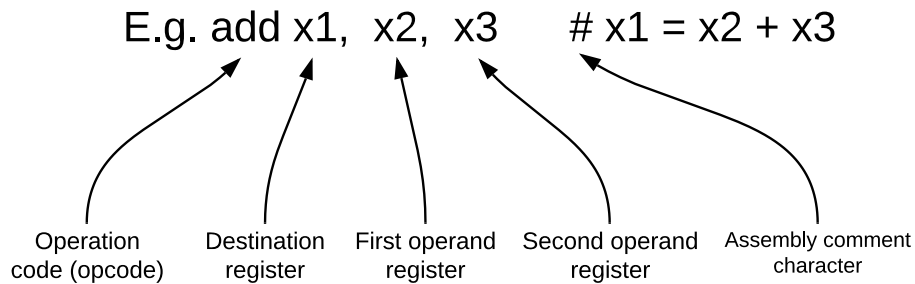 E.g. add x1, x2, x3 # x1 = x2 + x3
Operation
code (opcode)
Destination
register
First operand
register
Second operand
register
Assembly comment
character